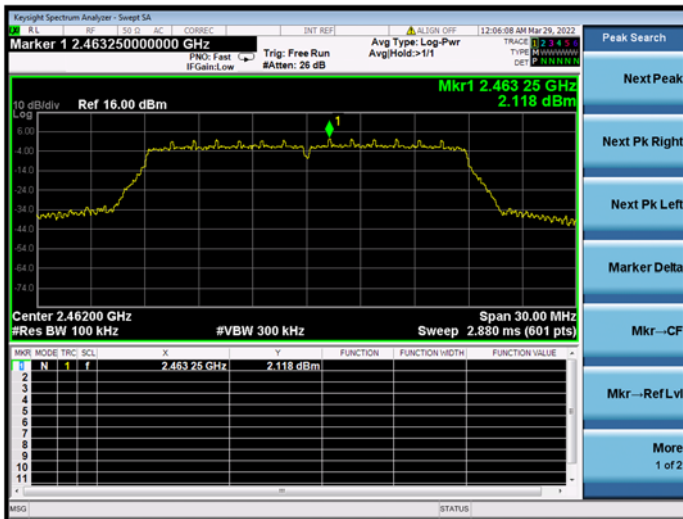 Keysight Spectrum Analyzer - Swept SA
RL RF 50 Ω AC CORREC INT REF ALIGN OFF 12:06:08 AM Mar 29, 2022
Marker 1 2.463250000000 GHz
PNO: Fast
IFGain:Low
Trig: Free Run
#Atten: 26 dB
Avg Type: Log-Pwr
Avg|Hold:>1/1
TRACE 1 2 3 4 5 6
TYPE M WWWWW
DET P N N N N N
Mkr1 2.463 25 GHz
2.118 dBm
10 dB/div Ref 16.00 dBm
Log
1
6.00
-4.00
-14.0
-24.0
-34.0
-44.0
-54.0
-64.0
-74.0
Center 2.46200 GHz Span 30.00 MHz
#Res BW 100 kHz #VBW 300 kHz Sweep 2.880 ms (601 pts)
MKR MODE TRC SCL X Y FUNCTION FUNCTION WIDTH FUNCTION VALUE
1 N 1 f 2.463 25 GHz 2.118 dBm
2
3
4
5
6
7
8
9
10
11
MSG STATUS
Peak Search
Next Peak
Next Pk Right
Next Pk Left
Marker Delta
Mkr→CF
Mkr→Ref Lvl
More
1 of 2